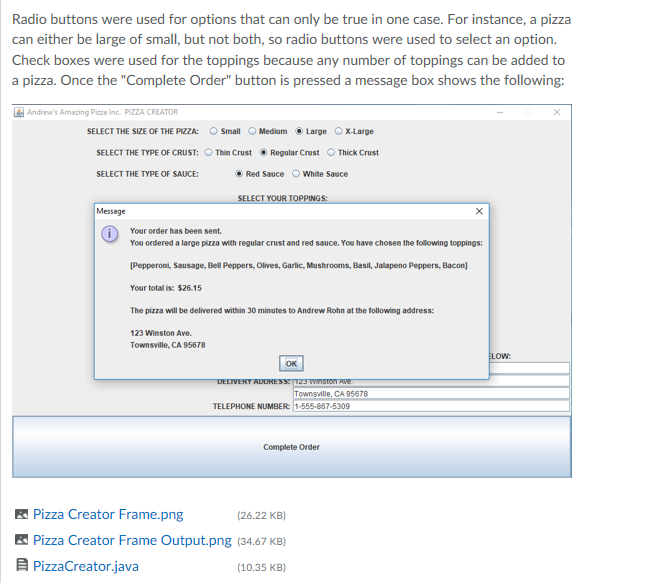 Radio buttons were used for options that can only be true in one case. For instance, a pizza
can either be large of small, but not both, so radio buttons were used to select an option.
Check boxes were used for the toppings because any number of toppings can be added to
a pizza. Once the "Complete Order" button is pressed a message box shows the following:
Andrew's Amazing Pizza Inc. PIZZA CREATOR
SELECT THE SIZE OF THE PIZZA: Small Medium Large X-Large
SELECT THE TYPE OF CRUST: Thin Crust Regular Crust Thick Crust
SELECT THE TYPE OF SAUCE: Red Sauce White Sauce
SELECT YOUR TOPPINGS:
Message
Your order has been sent.
You ordered a large pizza with regular crust and red sauce. You have chosen the following toppings:
[Pepperoni, Sausage, Bell Peppers, Olives, Garlic, Mushrooms, Basil, Jalapeno Peppers, Bacon]
Your total is: $26.15
The pizza will be delivered within 30 minutes to Andrew Rohn at the following address:
123 Winston Ave.
Townsville, CA 95678
OK
ELOW:
DELIVERY ADDRESS: 123 Winston Ave.
Townsville, CA 95678
TELEPHONE NUMBER: 1-555-867-5309
Complete Order
Pizza Creator Frame.png (26.22 KB)
Pizza Creator Frame Output.png (34.67 KB)
PizzaCreator.java (10.35 KB)